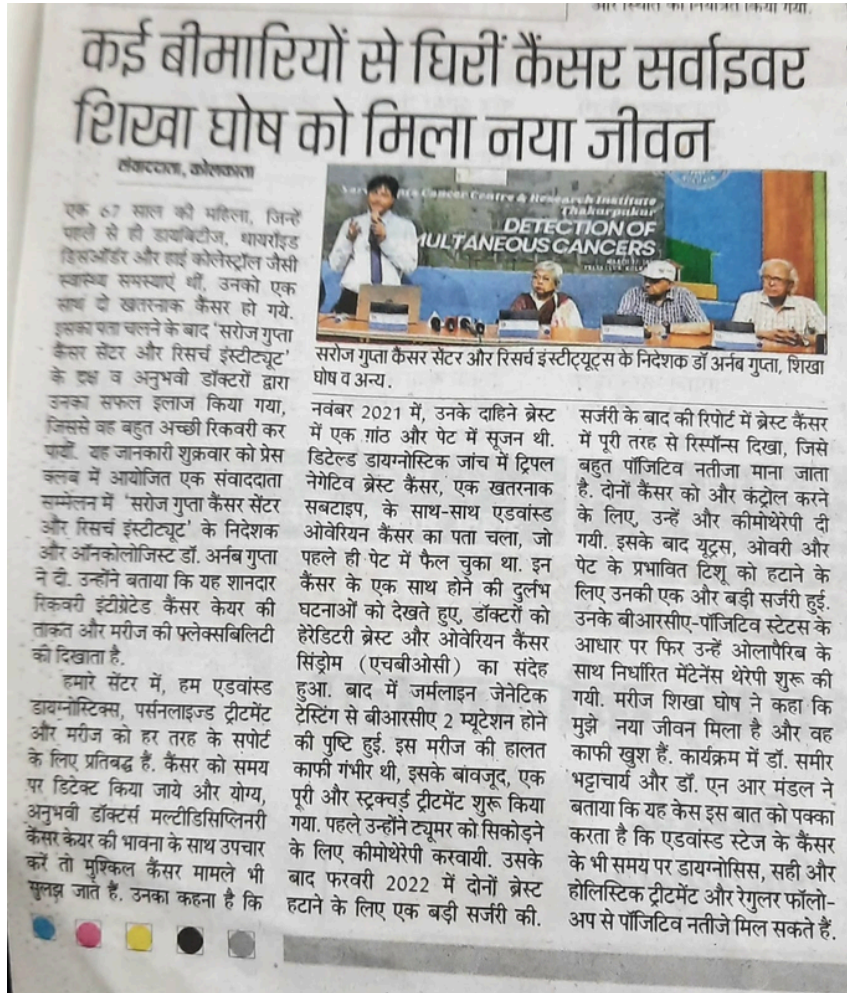 कई बीमारियों से घिरीं कैंसर सर्वाइवर
शिखा घोष को मिला नया जीवन
संवाददाता, कोलकाता
एक 67 साल की महिला, जिन्हें
पहले से ही डायबिटीज, थायरॉइड
डिसऑर्डर और हाई कोलेस्ट्रॉल जैसी
स्वास्थ्य समस्याएं थीं, उनको एक
साथ दो खतरनाक कैंसर हो गये.
इसका पता चलने के बाद 'सरोज गुप्ता
कैंसर सेंटर और रिसर्च इंस्टीट्यूट'
के दक्ष व अनुभवी डॉक्टरों द्वारा
उनका सफल इलाज किया गया,
जिससे वह बहुत अच्छी रिकवरी कर
पायीं. यह जानकारी शुक्रवार को प्रेस
क्लब में आयोजित एक संवाददाता
सम्मेलन में 'सरोज गुप्ता कैंसर सेंटर
और रिसर्च इंस्टीट्यूट' के निदेशक
और ऑनकोलोजिस्ट डॉ. अर्नब गुप्ता
ने दी. उन्होंने बताया कि यह शानदार
रिकवरी इंटीग्रेटेड कैंसर केयर की
ताकत और मरीज की फ्लेक्सबिलिटी
को दिखाता है.
हमारे सेंटर में, हम एडवांस्ड
डायग्नोस्टिक्स, पर्सनलाइज्ड ट्रीटमेंट
और मरीज को हर तरह के सपोर्ट
के लिए प्रतिबद्ध हैं. कैंसर को समय
पर डिटेक्ट किया जाये और योग्य,
अनुभवी डॉक्टर्स मल्टीडिसिप्लिनरी
कैंसर केयर की भावना के साथ उपचार
करें तो मुश्किल कैंसर मामले भी
सुलझ जाते हैं. उनका कहना है कि
Cancer Centre & Research Institute
Thakurpukur
DETECTION OF
MULTANEOUS CANCERS
सरोज गुप्ता कैंसर सेंटर और रिसर्च इंस्टीट्यूट्स के निदेशक डॉ अर्नब गुप्ता, शिखा
घोष व अन्य.
नवंबर 2021 में, उनके दाहिने ब्रेस्ट
में एक गांठ और पेट में सूजन थी.
डिटेल्ड डायग्नोस्टिक जांच में ट्रिपल
नेगेटिव ब्रेस्ट कैंसर, एक खतरनाक
सबटाइप, के साथ-साथ एडवांस्ड
ओवेरियन कैंसर का पता चला, जो
पहले ही पेट में फैल चुका था. इन
कैंसर के एक साथ होने की दुर्लभ
घटनाओं को देखते हुए, डॉक्टरों को
हेरेडिटरी ब्रेस्ट और ओवेरियन कैंसर
सिंड्रोम (एचबीओसी) का संदेह
हुआ. बाद में जर्मलाइन जेनेटिक
टेस्टिंग से बीआरसीए 2 म्यूटेशन होने
की पुष्टि हुई. इस मरीज की हालत
काफी गंभीर थी, इसके बावजूद, एक
पूरी और स्ट्रक्चर्ड ट्रीटमेंट शुरू किया
गया. पहले उन्होंने ट्यूमर को सिकोड़ने
के लिए कीमोथेरेपी करवायी. उसके
बाद फरवरी 2022 में दोनों ब्रेस्ट
हटाने के लिए एक बड़ी सर्जरी की.
सर्जरी के बाद की रिपोर्ट में ब्रेस्ट कैंसर
में पूरी तरह से रिस्पॉन्स दिखा, जिसे
बहुत पॉजिटिव नतीजा माना जाता
है. दोनों कैंसर को और कंट्रोल करने
के लिए, उन्हें और कीमोथेरेपी दी
गयी. इसके बाद यूट्रस, ओवरी और
पेट के प्रभावित टिशू को हटाने के
लिए उनकी एक और बड़ी सर्जरी हुई.
उनके बीआरसीए-पॉजिटिव स्टेटस के
आधार पर फिर उन्हें ओलापैरिब के
साथ निर्धारित मेंटेनेंस थेरेपी शुरू की
गयी. मरीज शिखा घोष ने कहा कि
मुझे नया जीवन मिला है और वह
काफी खुश हैं. कार्यक्रम में डॉ. समीर
भट्टाचार्य और डॉ. एन आर मंडल ने
बताया कि यह केस इस बात को पक्का
करता है कि एडवांस्ड स्टेज के कैंसर
के भी समय पर डायग्नोसिस, सही और
होलिस्टिक ट्रीटमेंट और रेगुलर फॉलो-
अप से पॉजिटिव नतीजे मिल सकते हैं.